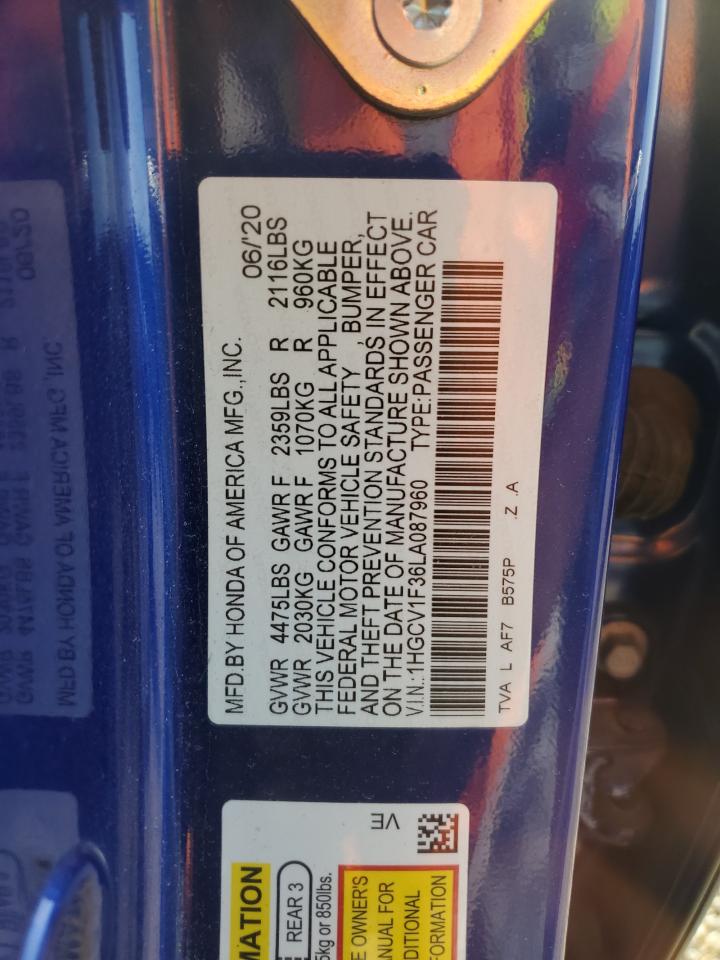 MFD.BY HONDA OF AMERICA MFG.,INC. 06/'20
GVWR 4475LBS GAWR F 2359LBS R 2116LBS
GVWR 2030KG GAWR F 1070KG R 960KG
THIS VEHICLE CONFORMS TO ALL APPLICABLE
FEDERAL MOTOR VEHICLE SAFETY , BUMPER,
AND THEFT PREVENTION STANDARDS, IN EFFECT
ON THE DATE OF MANUFACTURE SHOWN ABOVE.
V.I.N.:1HGCV1F36LA087960 TYPE:PASSENGER CAR
TVA L AF7 B575P .Z .A
VE
MATION
REAR 3
5kg or 850lbs.
E OWNER'S
ANUAL FOR
DITIONAL
FORMATION